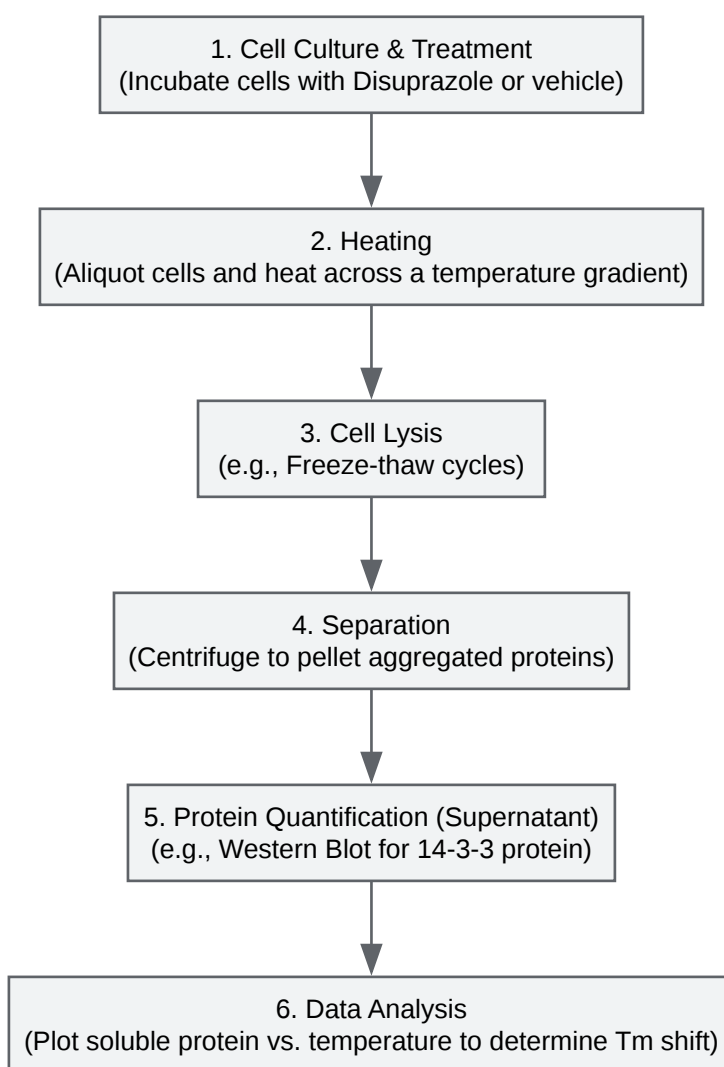 1. Cell Culture & Treatment
(Incubate cells with Disuprazole or vehicle)
2. Heating
(Aliquot cells and heat across a temperature gradient)
3. Cell Lysis
(e.g., Freeze-thaw cycles)
4. Separation
(Centrifuge to pellet aggregated proteins)
5. Protein Quantification (Supernatant)
(e.g., Western Blot for 14-3-3 protein)
6. Data Analysis
(Plot soluble protein vs. temperature to determine Tm shift)